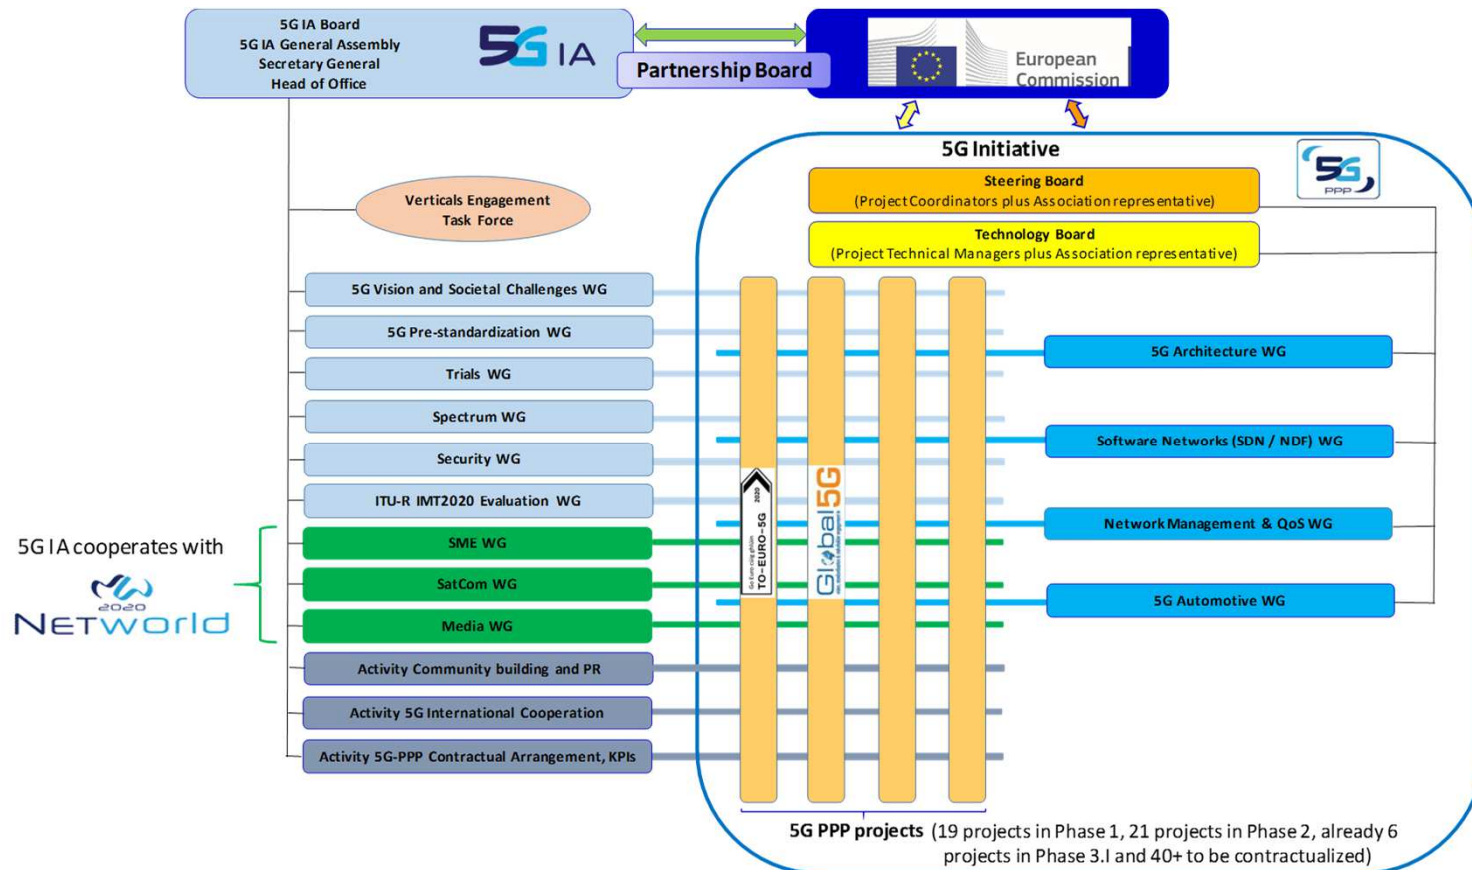 5G IA Board
5G IA General Assembly
Secretary General
Head of Office
5G IA
Partnership Board
European
Commission
5G Initiative
5G
PPP
Steering Board
(Project Coordinators plus Association representative)
Technology Board
(Project Technical Managers plus Association representative)
Verticals Engagement
Task Force
5G Vision and Societal Challenges WG
5G Pre-standardization WG
Trials WG
Spectrum WG
Security WG
ITU-R IMT2020 Evaluation WG
SME WG
SatCom WG
Media WG
Activity Community building and PR
Activity 5G International Cooperation
Activity 5G-PPP Contractual Arrangement, KPIs
5G IA cooperates with
2020
NETWORLD
2020
TO-EURO-5G
Global5G
5G Architecture WG
Software Networks (SDN / NDF) WG
Network Management & QoS WG
5G Automotive WG
5G PPP projects (19 projects in Phase 1, 21 projects in Phase 2, already 6
projects in Phase 3.I and 40+ to be contractualized)